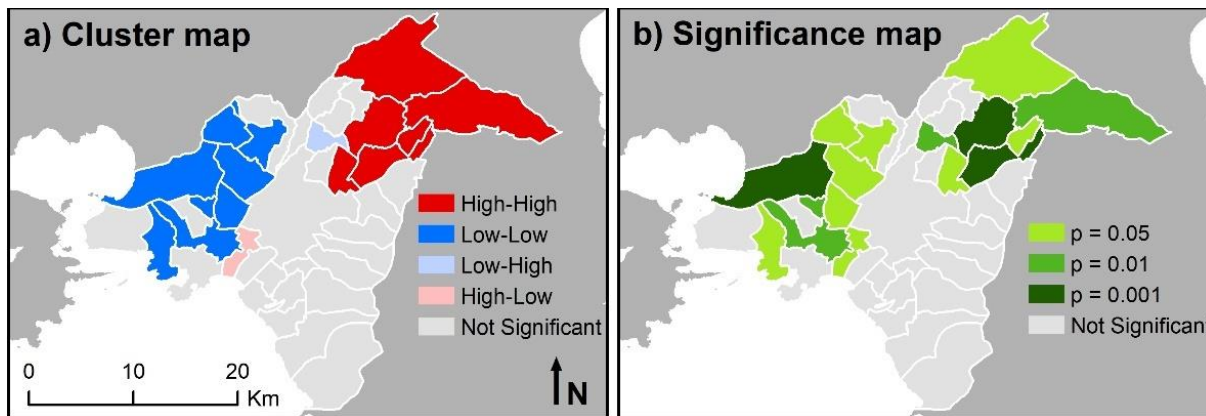 a) Cluster map
High-High
Low-Low
Low-High
High-Low
Not Significant
0 10 20
Km
N
b) Significance map
p = 0.05
p = 0.01
p = 0.001
Not Significant